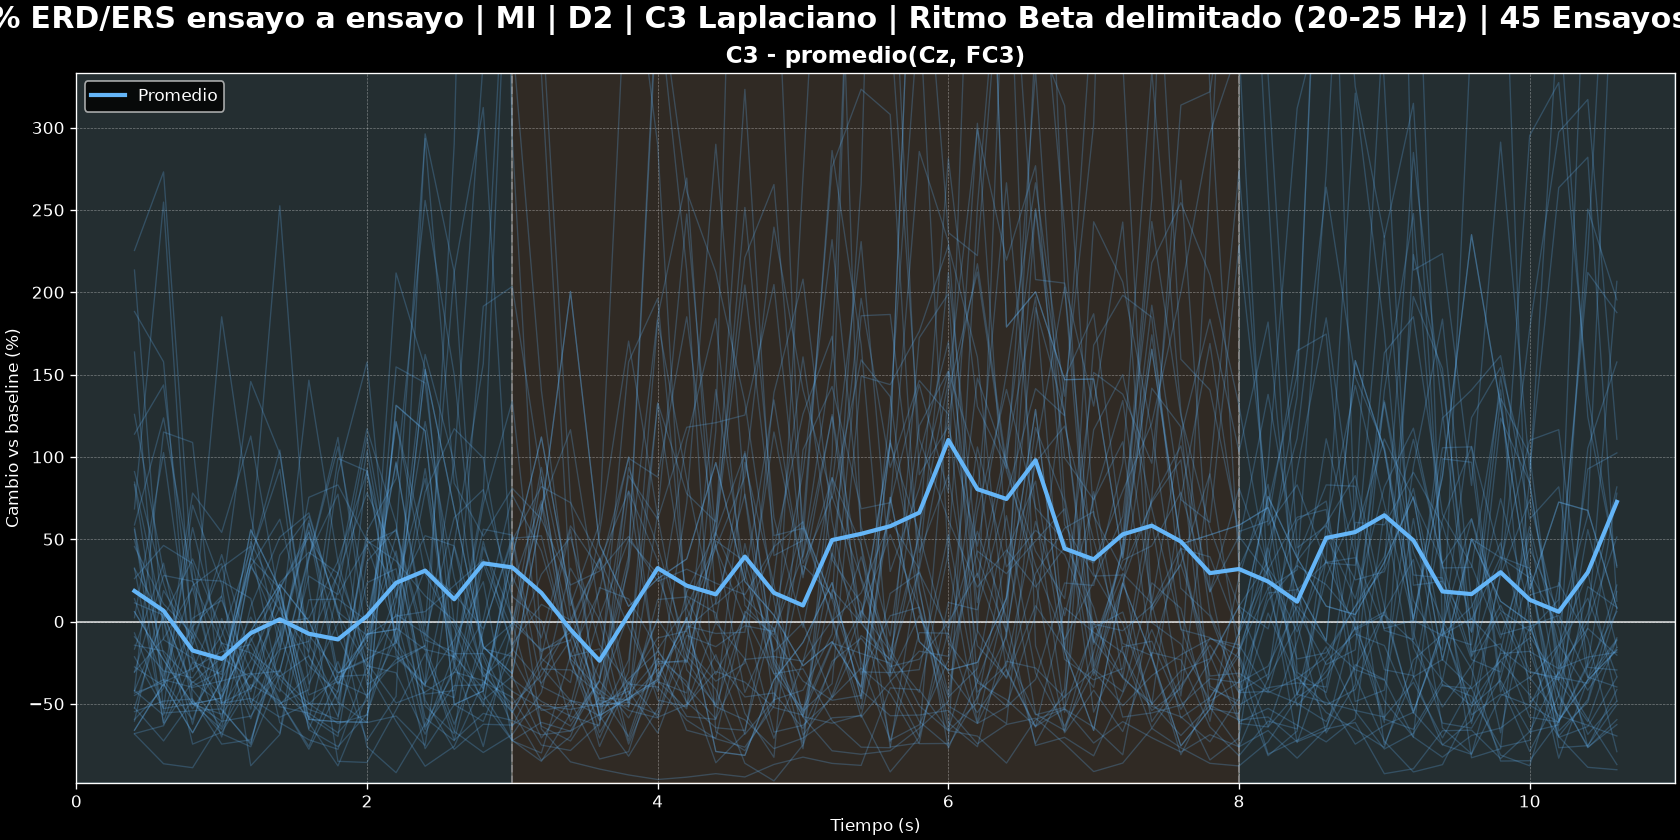 % ERD/ERS ensayo a ensayo | MI | D2 | C3 Laplaciano | Ritmo Beta delimitado (20-25 Hz) | 45 Ensayos
C3 - promedio(Cz, FC3)
Promedio
Cambio vs baseline (%)
300
250
200
150
100
50
0
−50
0
2
4
6
8
10
Tiempo (s)